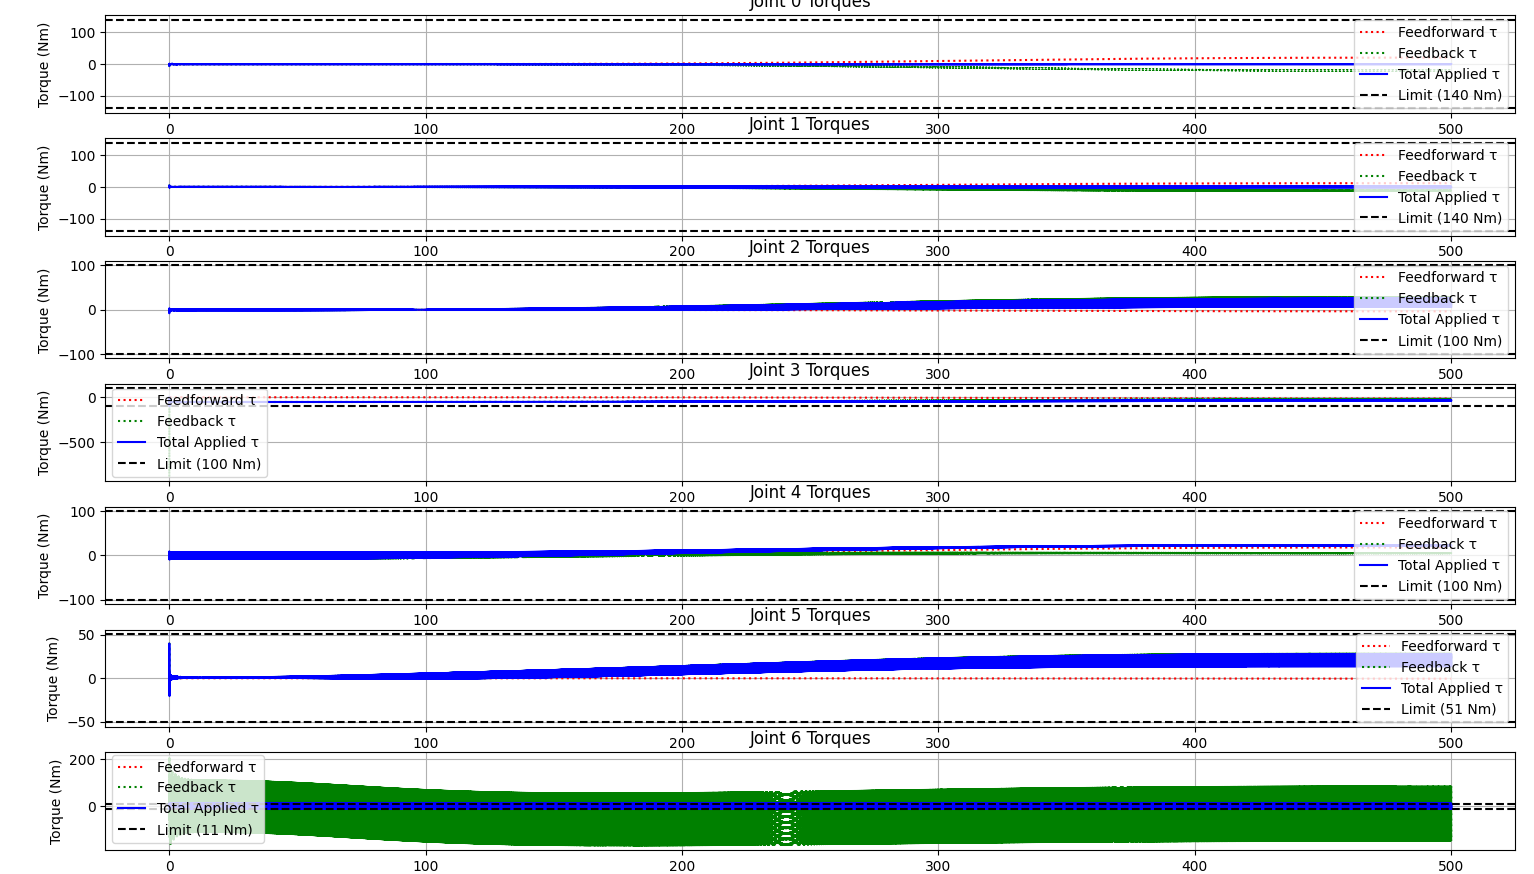 Joint 0 Torques
Torque (Nm)
100
0
−100
Feedforward τ
Feedback τ
Total Applied τ
Limit (140 Nm)
0 100 200 300 400 500
Joint 1 Torques
Torque (Nm)
100
0
−100
Feedforward τ
Feedback τ
Total Applied τ
Limit (140 Nm)
0 100 200 300 400 500
Joint 2 Torques
Torque (Nm)
100
0
−100
Feedforward τ
Feedback τ
Total Applied τ
Limit (100 Nm)
0 100 200 300 400 500
Joint 3 Torques
Torque (Nm)
0
−500
Feedforward τ
Feedback τ
Total Applied τ
Limit (100 Nm)
0 100 200 300 400 500
Joint 4 Torques
Torque (Nm)
100
0
−100
Feedforward τ
Feedback τ
Total Applied τ
Limit (100 Nm)
0 100 200 300 400 500
Joint 5 Torques
Torque (Nm)
50
0
−50
Feedforward τ
Feedback τ
Total Applied τ
Limit (51 Nm)
0 100 200 300 400 500
Joint 6 Torques
Torque (Nm)
200
0
Feedforward τ
Feedback τ
Total Applied τ
Limit (11 Nm)
0 100 200 300 400 500